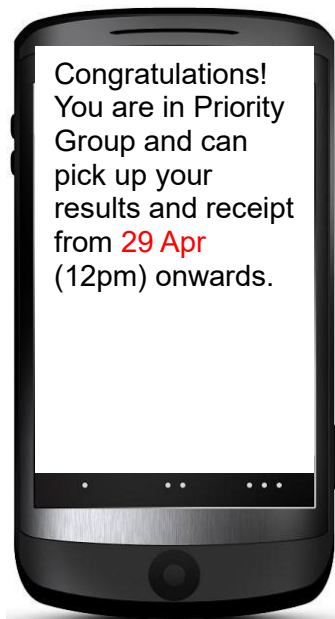 Congratulations!
You are in Priority
Group and can
pick up your
results and receipt
from 29 Apr
(12pm) onwards.